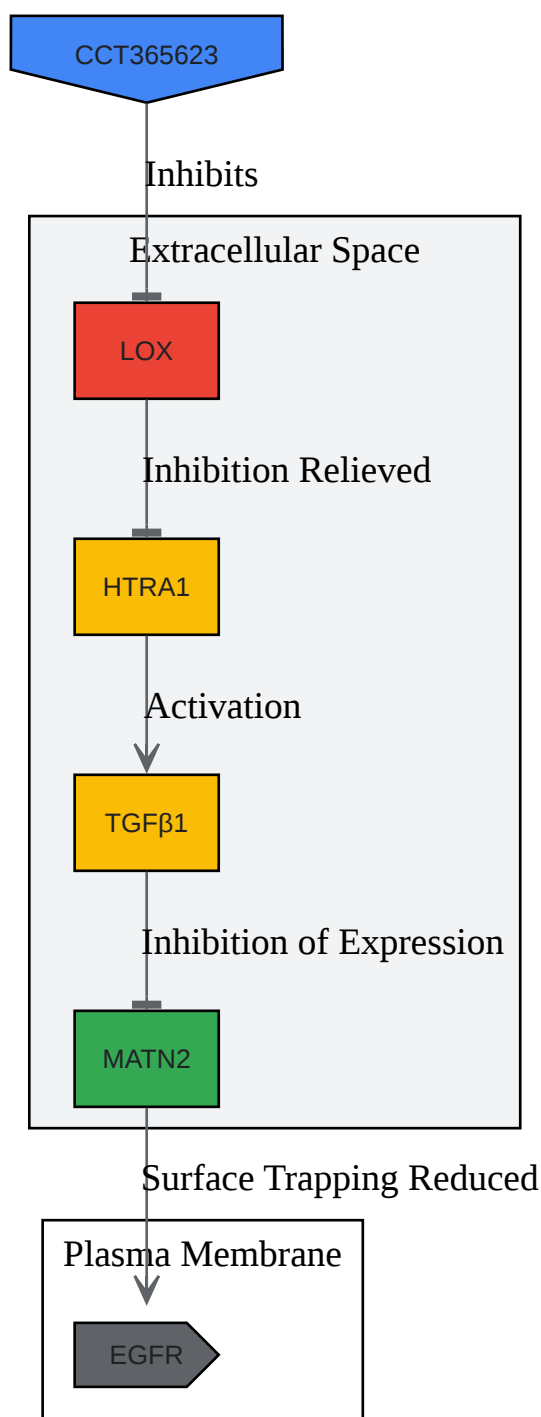 CCT365623
Inhibits
Extracellular Space
LOX
Inhibition Relieved
HTRA1
Activation
TGFβ1
Inhibition of Expression
MATN2
Surface Trapping Reduced
Plasma Membrane
EGFR